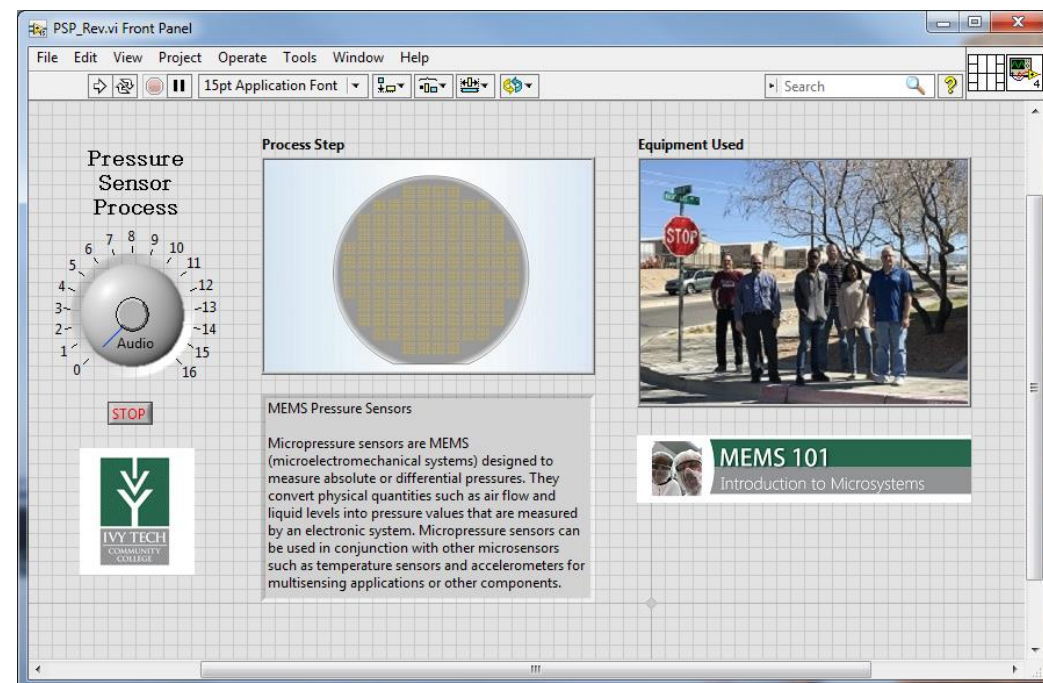 PSP_Rev.vi Front Panel
File Edit View Project Operate Tools Window Help
15pt Application Font
Search
4
Pressure
Sensor
Process
0 1 2 3 4 5 6 7 8 9 10 11 12 13 14 15 16
Audio
STOP
IVY TECH
COMMUNITY
COLLEGE
Process Step
MEMS Pressure Sensors
Micropressure sensors are MEMS
(microelectromechanical systems) designed to
measure absolute or differential pressures. They
convert physical quantities such as air flow and
liquid levels into pressure values that are measured
by an electronic system. Micropressure sensors can
be used in conjunction with other microsensors
such as temperature sensors and accelerometers for
multisensing applications or other components.
Equipment Used
STOP
MEMS 101
Introduction to Microsystems